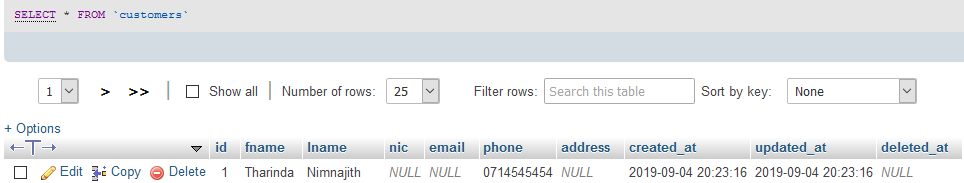 SELECT * FROM `customers`
1 > >> | Show all | Number of rows: 25 Filter rows: Search this table Sort by key: None
+ Options
←T→ id fname lname nic email phone address created_at updated_at deleted_at
Edit Copy Delete 1 Tharinda Nimnajith NULL NULL 0714545454 NULL 2019-09-04 20:23:16 2019-09-04 20:23:16 NULL